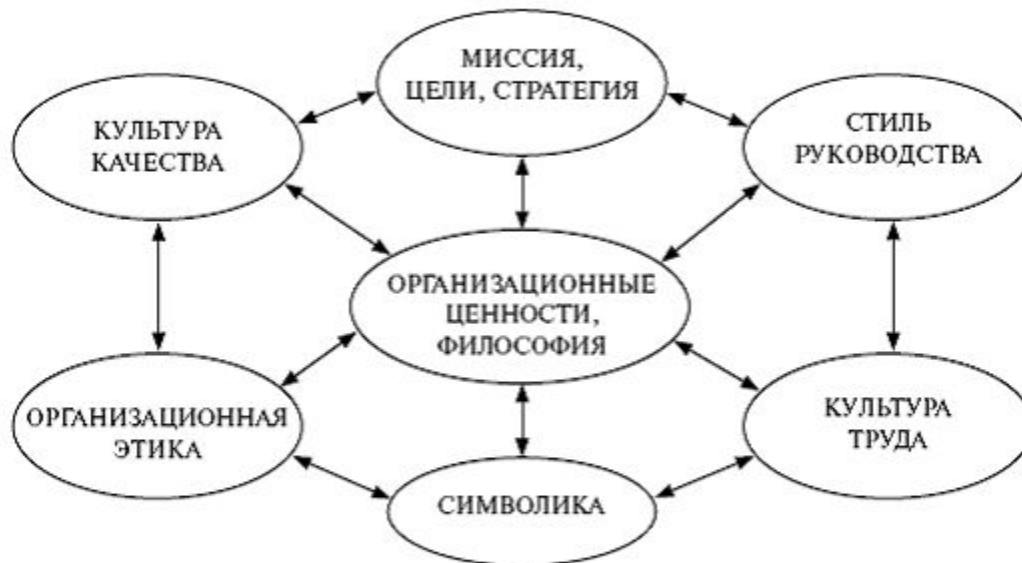 МИССИЯ,
ЦЕЛИ, СТРАТЕГИЯ
КУЛЬТУРА
КАЧЕСТВА
СТИЛЬ
РУКОВОДСТВА
ОРГАНИЗАЦИОННЫЕ
ЦЕННОСТИ,
ФИЛОСОФИЯ
ОРГАНИЗАЦИОННАЯ
ЭТИКА
КУЛЬТУРА
ТРУДА
СИМВОЛИКА